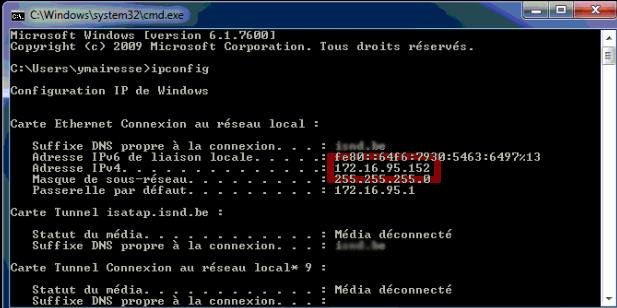 C:\Windows\system32\cmd.exe
Microsoft Windows [version 6.1.7600]
Copyright (c) 2009 Microsoft Corporation. Tous droits réservés.
C:\Users\ymairesse>ipconfig
Configuration IP de Windows
Carte Ethernet Connexion au réseau local :
Suffixe DNS propre à la connexion. . . :
Adresse IPv6 de liaison locale. . . . . : fe80::64f6:7930:5463:6497%13
Adresse IPv4. . . . . . . . . . . . . . : 172.16.95.152
Masque de sous-réseau. . . . . . . . . : 255.255.255.0
Passerelle par défaut. . . . . . . . . : 172.16.95.1
Carte Tunnel isatap.isnd.be :
Statut du média. . . . . . . . . . . . : Média déconnecté
Suffixe DNS propre à la connexion. . . :
Carte Tunnel Connexion au réseau local* 9 :
Statut du média. . . . . . . . . . . . : Média déconnecté
Suffixe DNS propre à la connexion. . . :